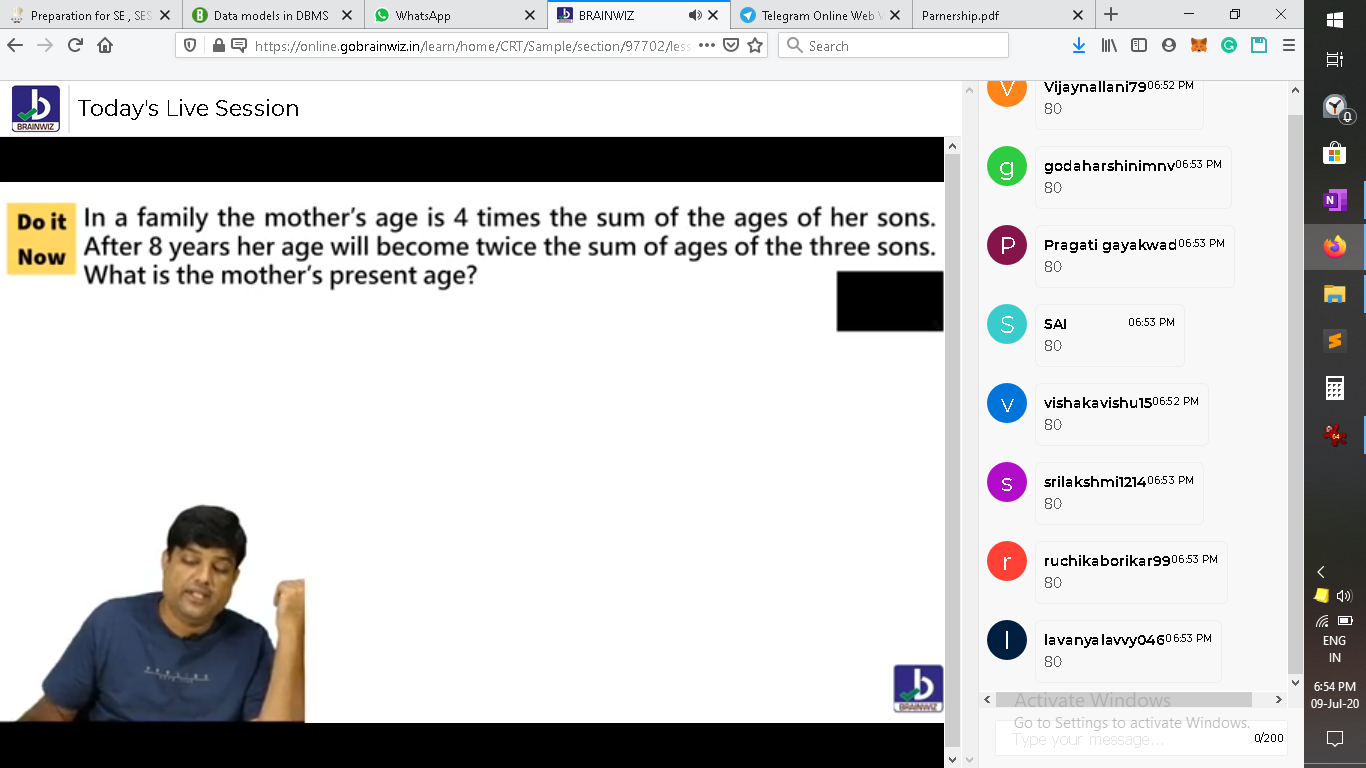 Preparation for SE , SES
Data models in DBMS
WhatsApp
BRAINWIZ
Telegram Online Web
Parnership.pdf
https://online.gobrainwiz.in/learn/home/CRT/Sample/section/97702/less
Search
BRAINWIZ
Today's Live Session
Do it
Now
In a family the mother's age is 4 times the sum of the ages of her sons.
After 8 years her age will become twice the sum of ages of the three sons.
What is the mother's present age?
BRAINWIZ
V
Vijaynallani79 06:52 PM
80
g
godaharshinimnv 06:53 PM
80
P
Pragati gayakwad 06:53 PM
80
S
SAI 06:53 PM
80
v
vishakavishu15 06:52 PM
80
s
srilakshmi1214 06:53 PM
80
r
ruchikaborikar99 06:53 PM
80
l
lavanyalavvy046 06:53 PM
80
Activate Windows
Go to Settings to activate Windows.
Type your message...
0/200
N
64
ENG
IN
6:54 PM
09-Jul-20